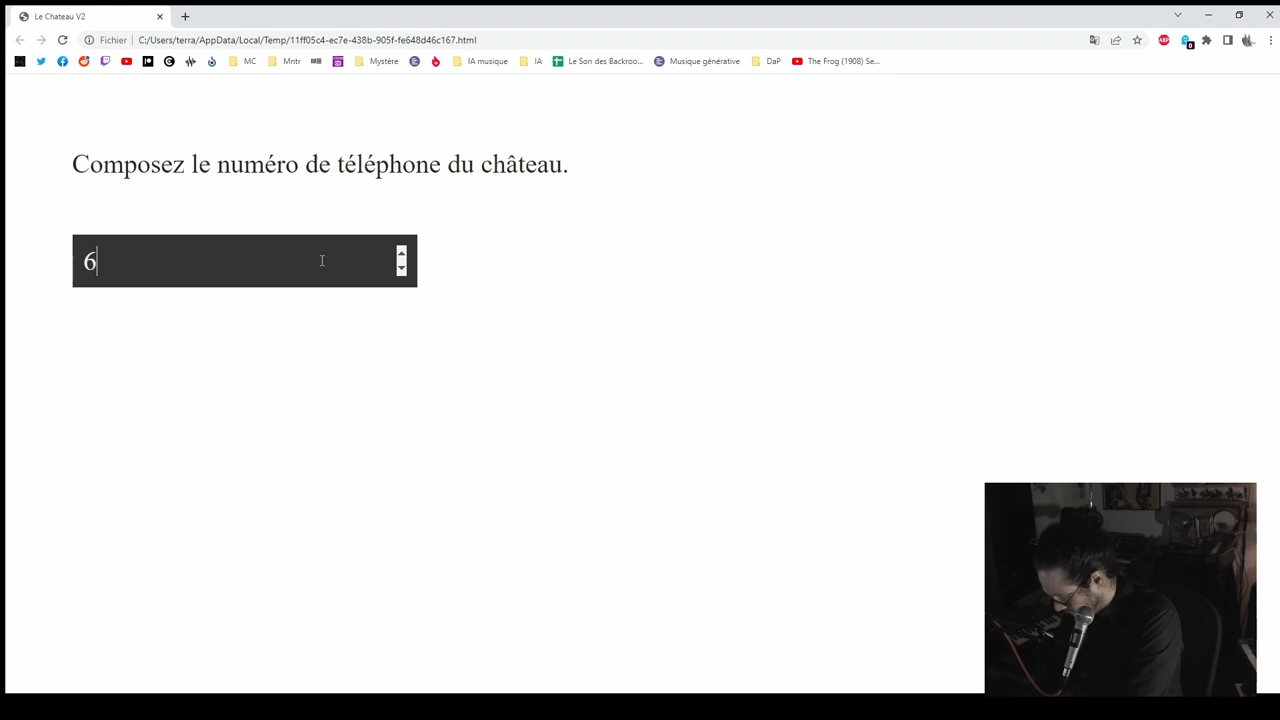 Le Chateau V2
Fichier
C:/Users/terra/AppData/Local/Temp/11ff05c4-ec7e-438b-905f-fe648d46c167.html
MC
Mntr
Mystère
IA musique
IA
Le Son des Backroo...
Musique générative
DaP
The Frog (1908) Se...
Composez le numéro de téléphone du château.
6